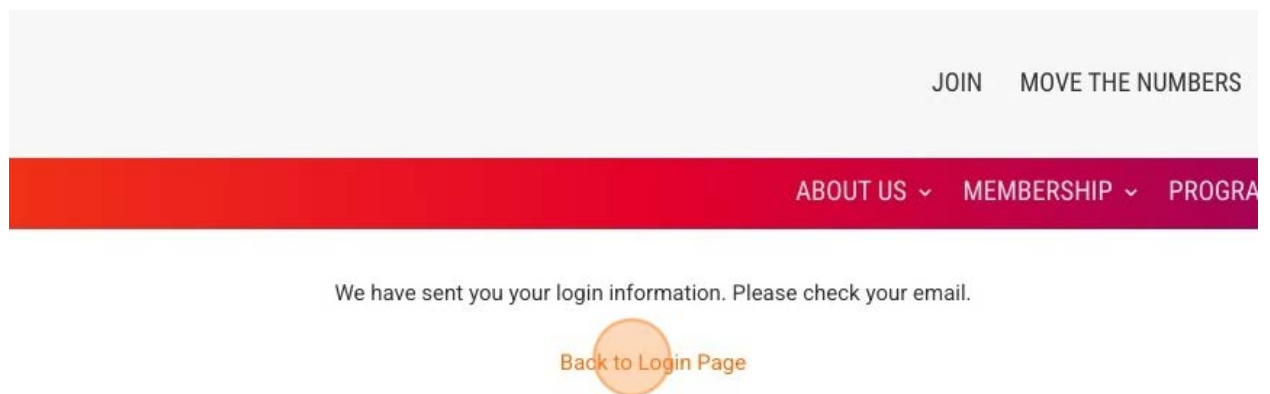 JOIN MOVE THE NUMBERS
ABOUT US MEMBERSHIP PROGRA
We have sent you your login information. Please check your email.
Back to Login Page